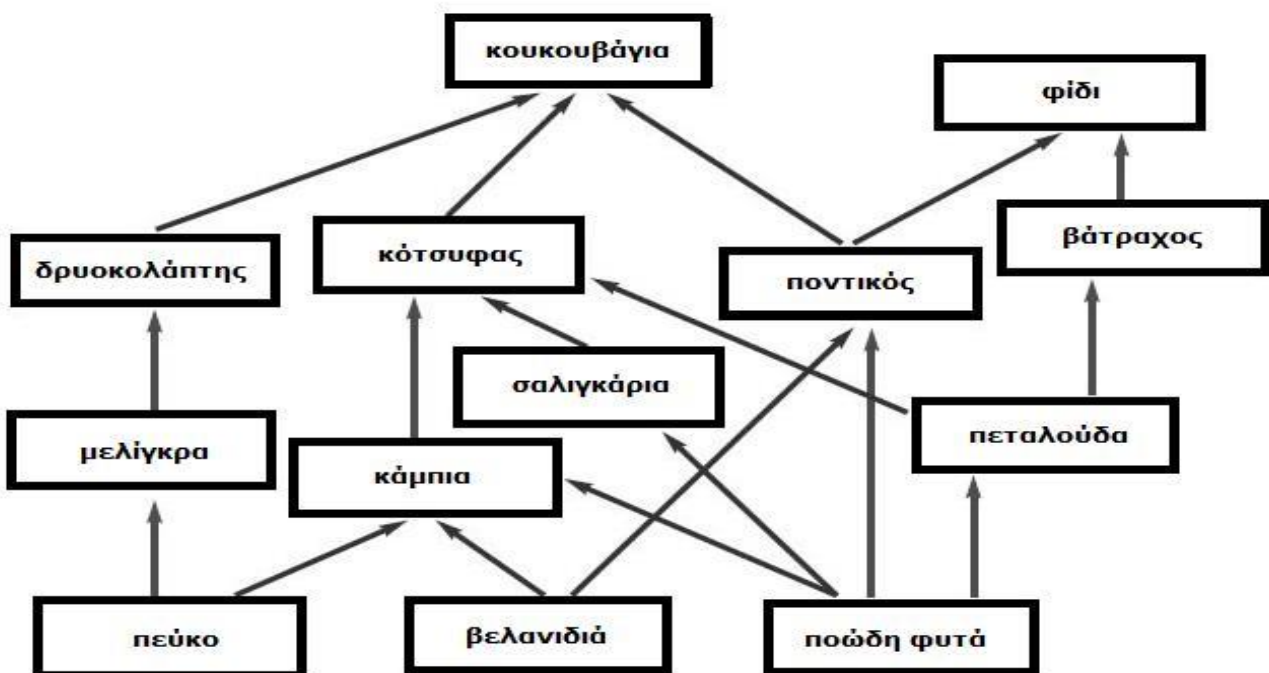 κουκουβάγια
φίδι
δρυοκολάπτης
κότσυφας
ποντικός
βάτραχος
σαλιγκάρια
μελίγκρα
κάμπια
πεταλούδα
πεύκο
βελανιδιά
ποώδη φυτά